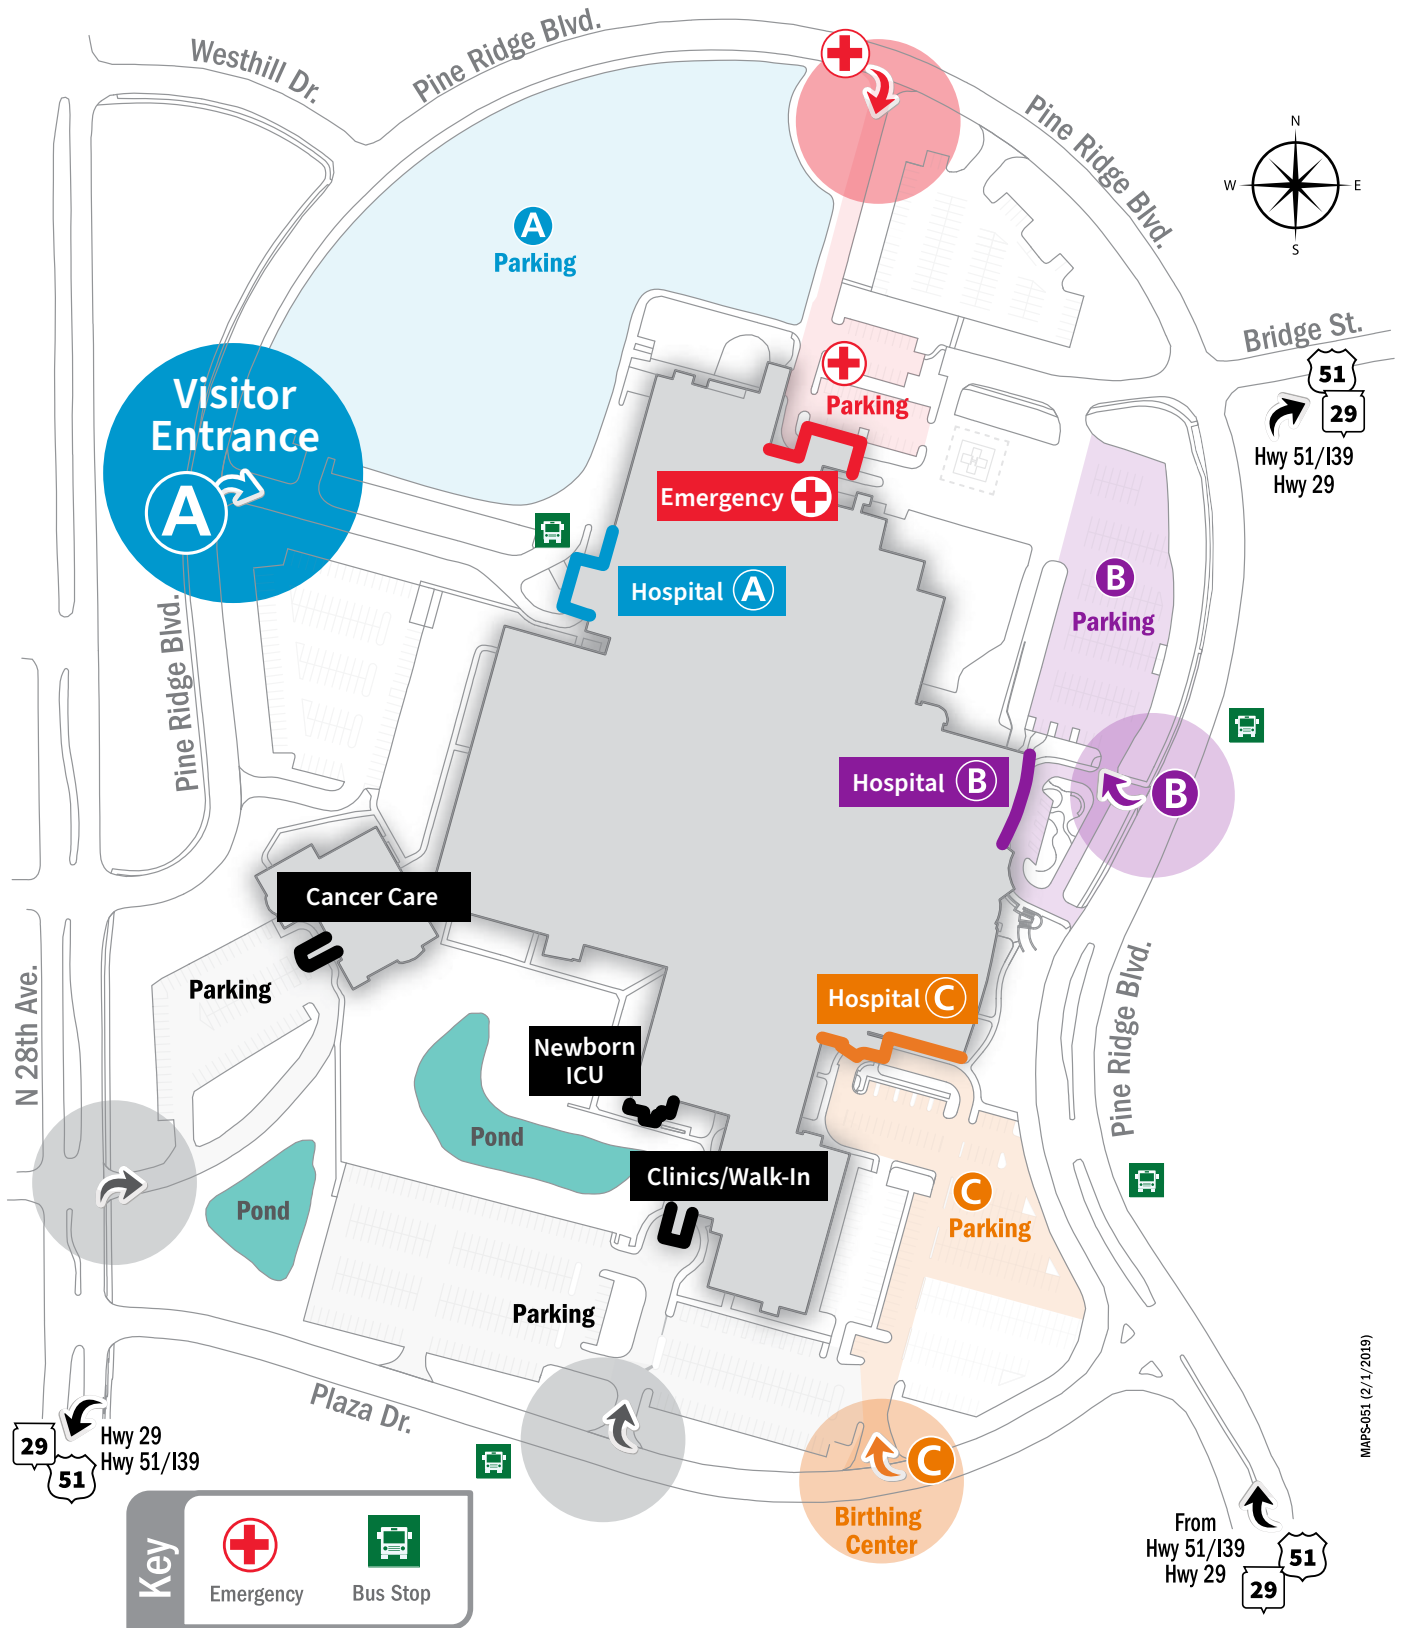 Westhill Dr.
Pine Ridge Blvd.
Pine Ridge Blvd.
N
W
E
S
A
Parking
Bridge St.
51
29
Hwy 51/I39
Hwy 29
Visitor
Entrance
A
Parking
Emergency
Hospital A
B
Parking
Pine Ridge Blvd.
Hospital B
B
Cancer Care
Parking
N 28th Ave.
Hospital C
Pine Ridge Blvd.
Newborn
ICU
Pond
Clinics/Walk-In
Pond
C
Parking
Parking
Plaza Dr.
Hwy 29
Hwy 51/I39
29
51
C
Birthing
Center
From
Hwy 51/I39
Hwy 29
51
29
MAPS-051 (2/1/2019)
Key
Emergency
Bus Stop